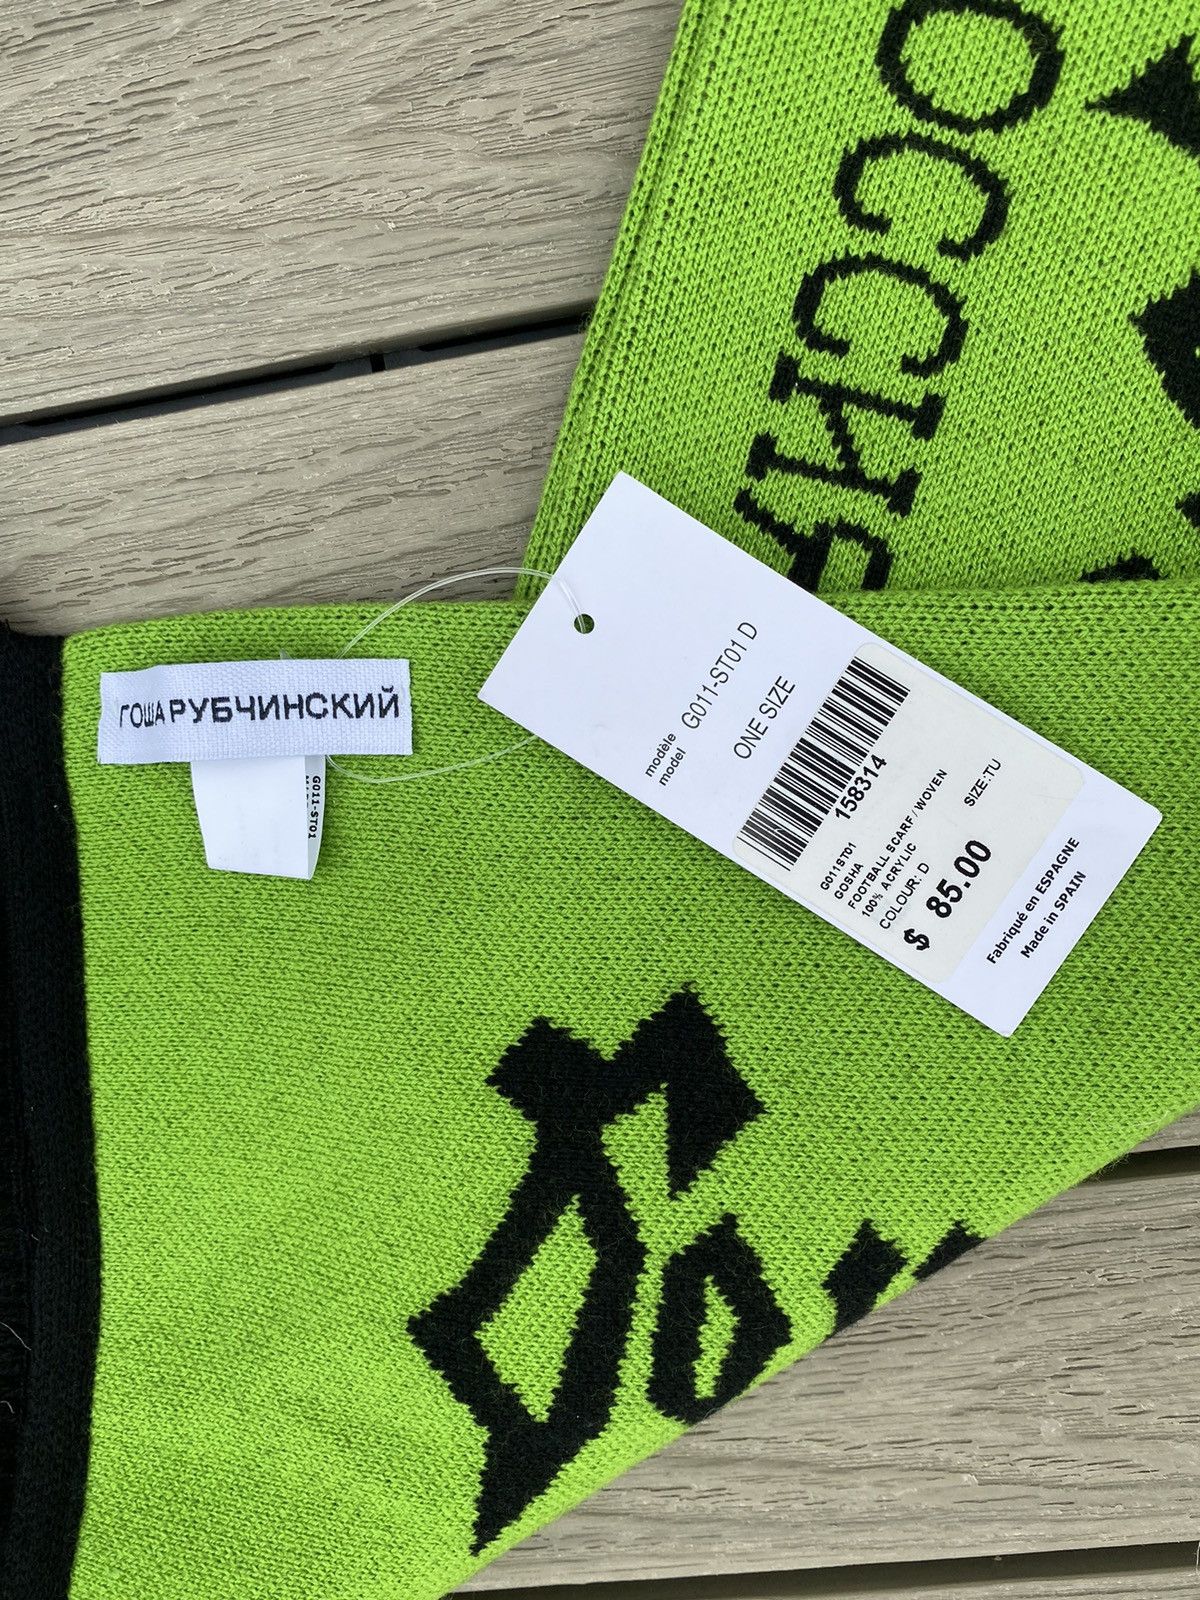 ОССИЯ
ГОША РУБЧИНСКИЙ
G011-ST01
modèle
model G011-ST01 D
ONE SIZE
158314
G011ST01
GOSHA
FOOTBALL SCARF / WOVEN
100% ACRYLIC
COLOUR: D
SIZE: TU
$ 85.00
Fabriqué en ESPAGNE
Made in SPAIN